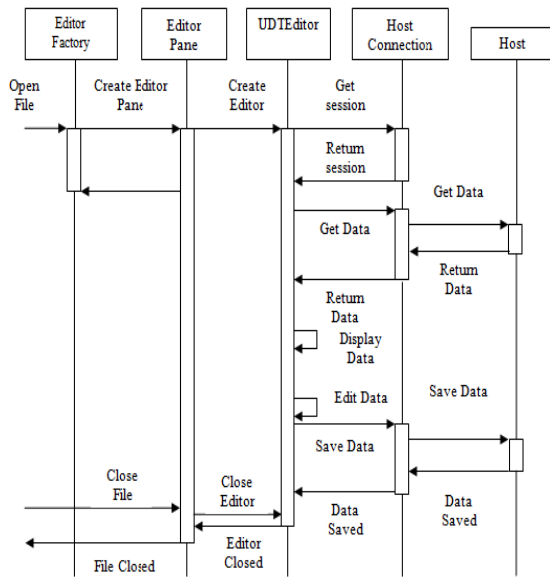 Editor
Factory
Editor
Pane
UDTEditor
Host
Connection
Host
Open
File
Create Editor
Pane
Create
Editor
Get
session
Return
session
Get Data
Get Data
Return
Data
Return
Data
Display
Data
Edit Data
Save Data
Save Data
Close
File
Close
Editor
Data
Saved
Data
Saved
Editor
Closed
File Closed